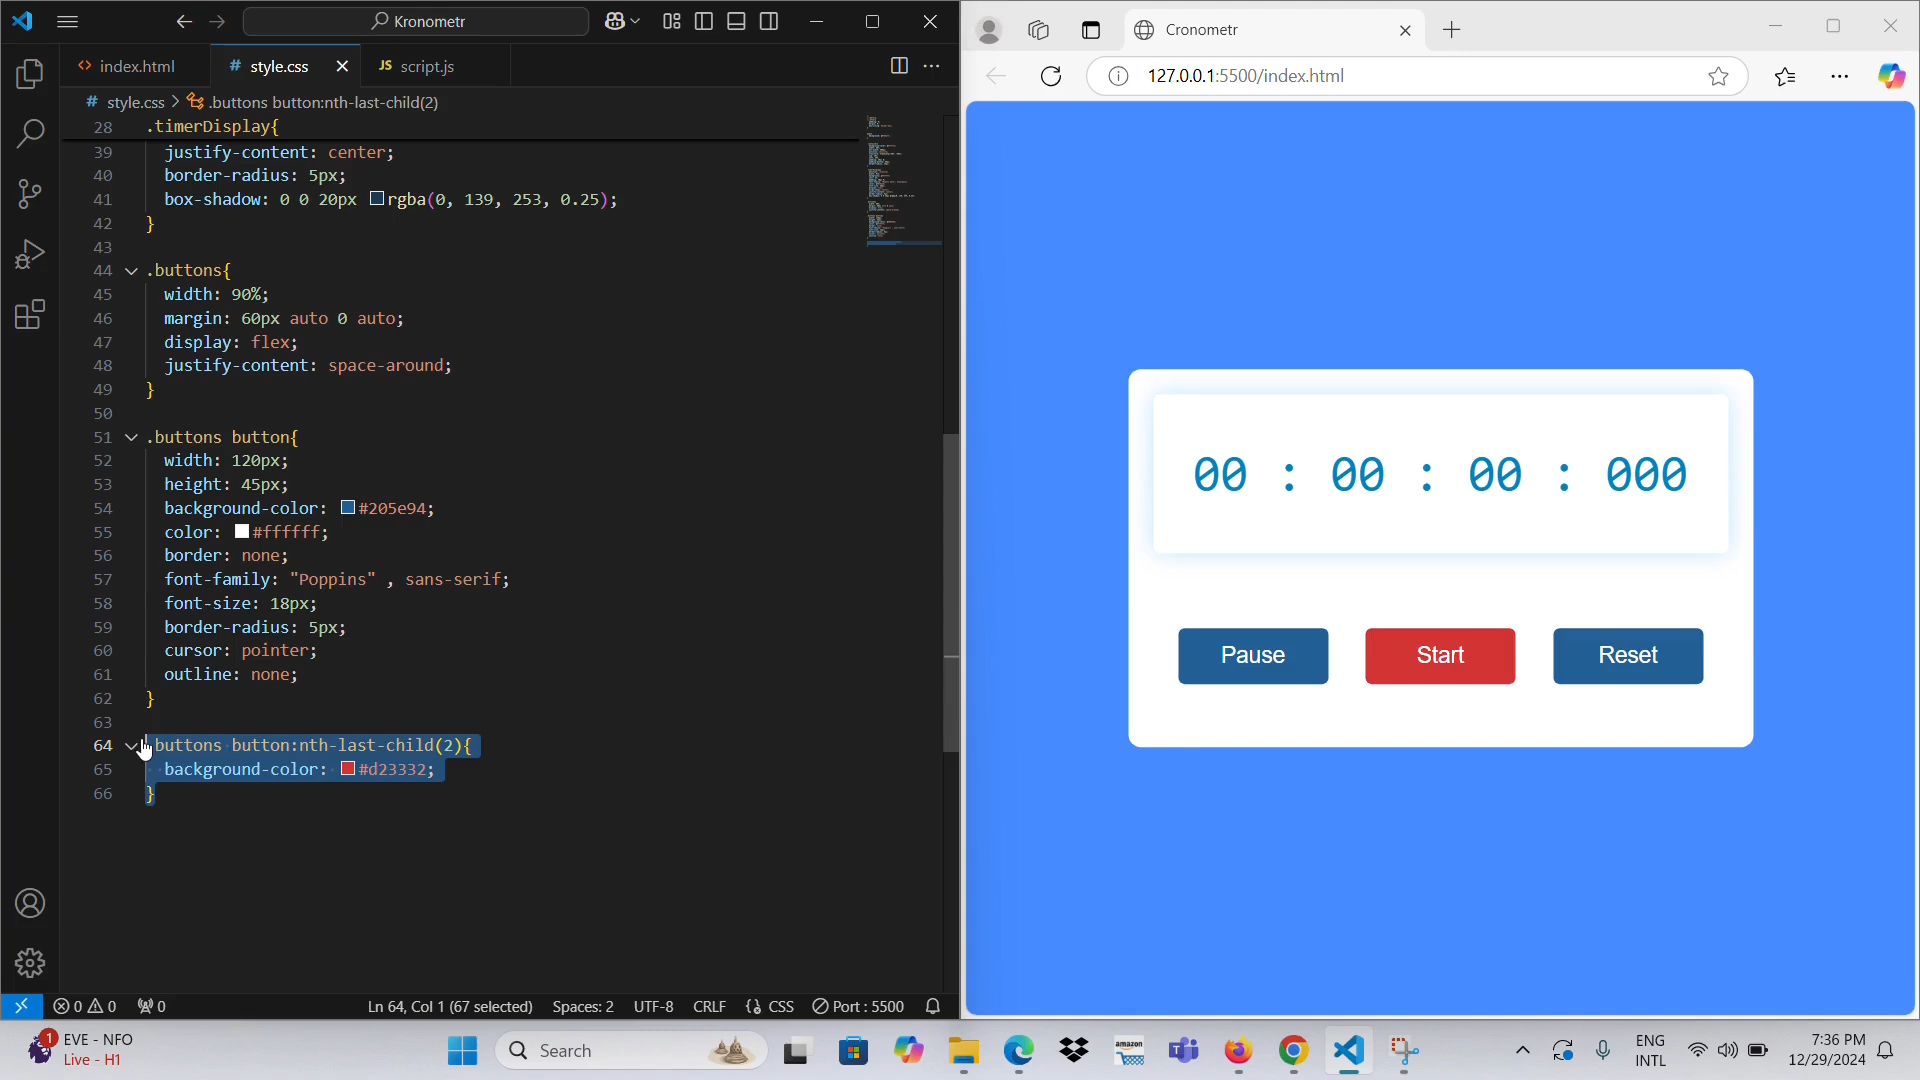 Kronometr
index.html
# style.css
JS script.js
# style.css > .buttons button:nth-last-child(2)
28 .timerDisplay{
39 justify-content: center;
40 border-radius: 5px;
41 box-shadow: 0 0 20px rgba(0, 139, 253, 0.25);
42 }
43
44 .buttons{
45 width: 90%;
46 margin: 60px auto 0 auto;
47 display: flex;
48 justify-content: space-around;
49 }
50
51 .buttons button{
52 width: 120px;
53 height: 45px;
54 background-color: #205e94;
55 color: #ffffff;
56 border: none;
57 font-family: "Poppins" , sans-serif;
58 font-size: 18px;
59 border-radius: 5px;
60 cursor: pointer;
61 outline: none;
62 }
63
64 buttons button:nth-last-child(2){
65 background-color: #d23332;
66 }
0 0 0
Ln 64, Col 1 (67 selected) Spaces: 2 UTF-8 CRLF {} CSS Port : 5500
Cronometr
127.0.0.1:5500/index.html
00 : 00 : 00 : 000
Pause
Start
Reset
1
EVE - NFO
Live - H1
Search
amazon
ENG
INTL
7:36 PM
12/29/2024